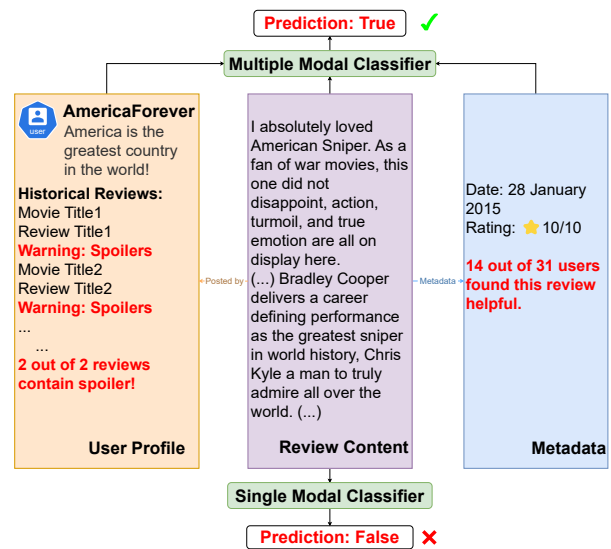 Prediction: True
Multiple Modal Classifier
user
AmericaForever
America is the
greatest country
in the world!
Historical Reviews:
Movie Title1
Review Title1
Warning: Spoilers
Movie Title2
Review Title2
Warning: Spoilers
...
...
2 out of 2 reviews
contain spoiler!
User Profile
Posted by
I absolutely loved
American Sniper. As a
fan of war movies, this
one did not
disappoint, action,
turmoil, and true
emotion are all on
display here.
(...) Bradley Cooper
delivers a career
defining performance
as the greatest sniper
in world history, Chris
Kyle a man to truly
admire all over the
world. (...)
Review Content
Metadata
Date: 28 January
2015
Rating: 10/10
14 out of 31 users
found this review
helpful.
Metadata
Single Modal Classifier
Prediction: False